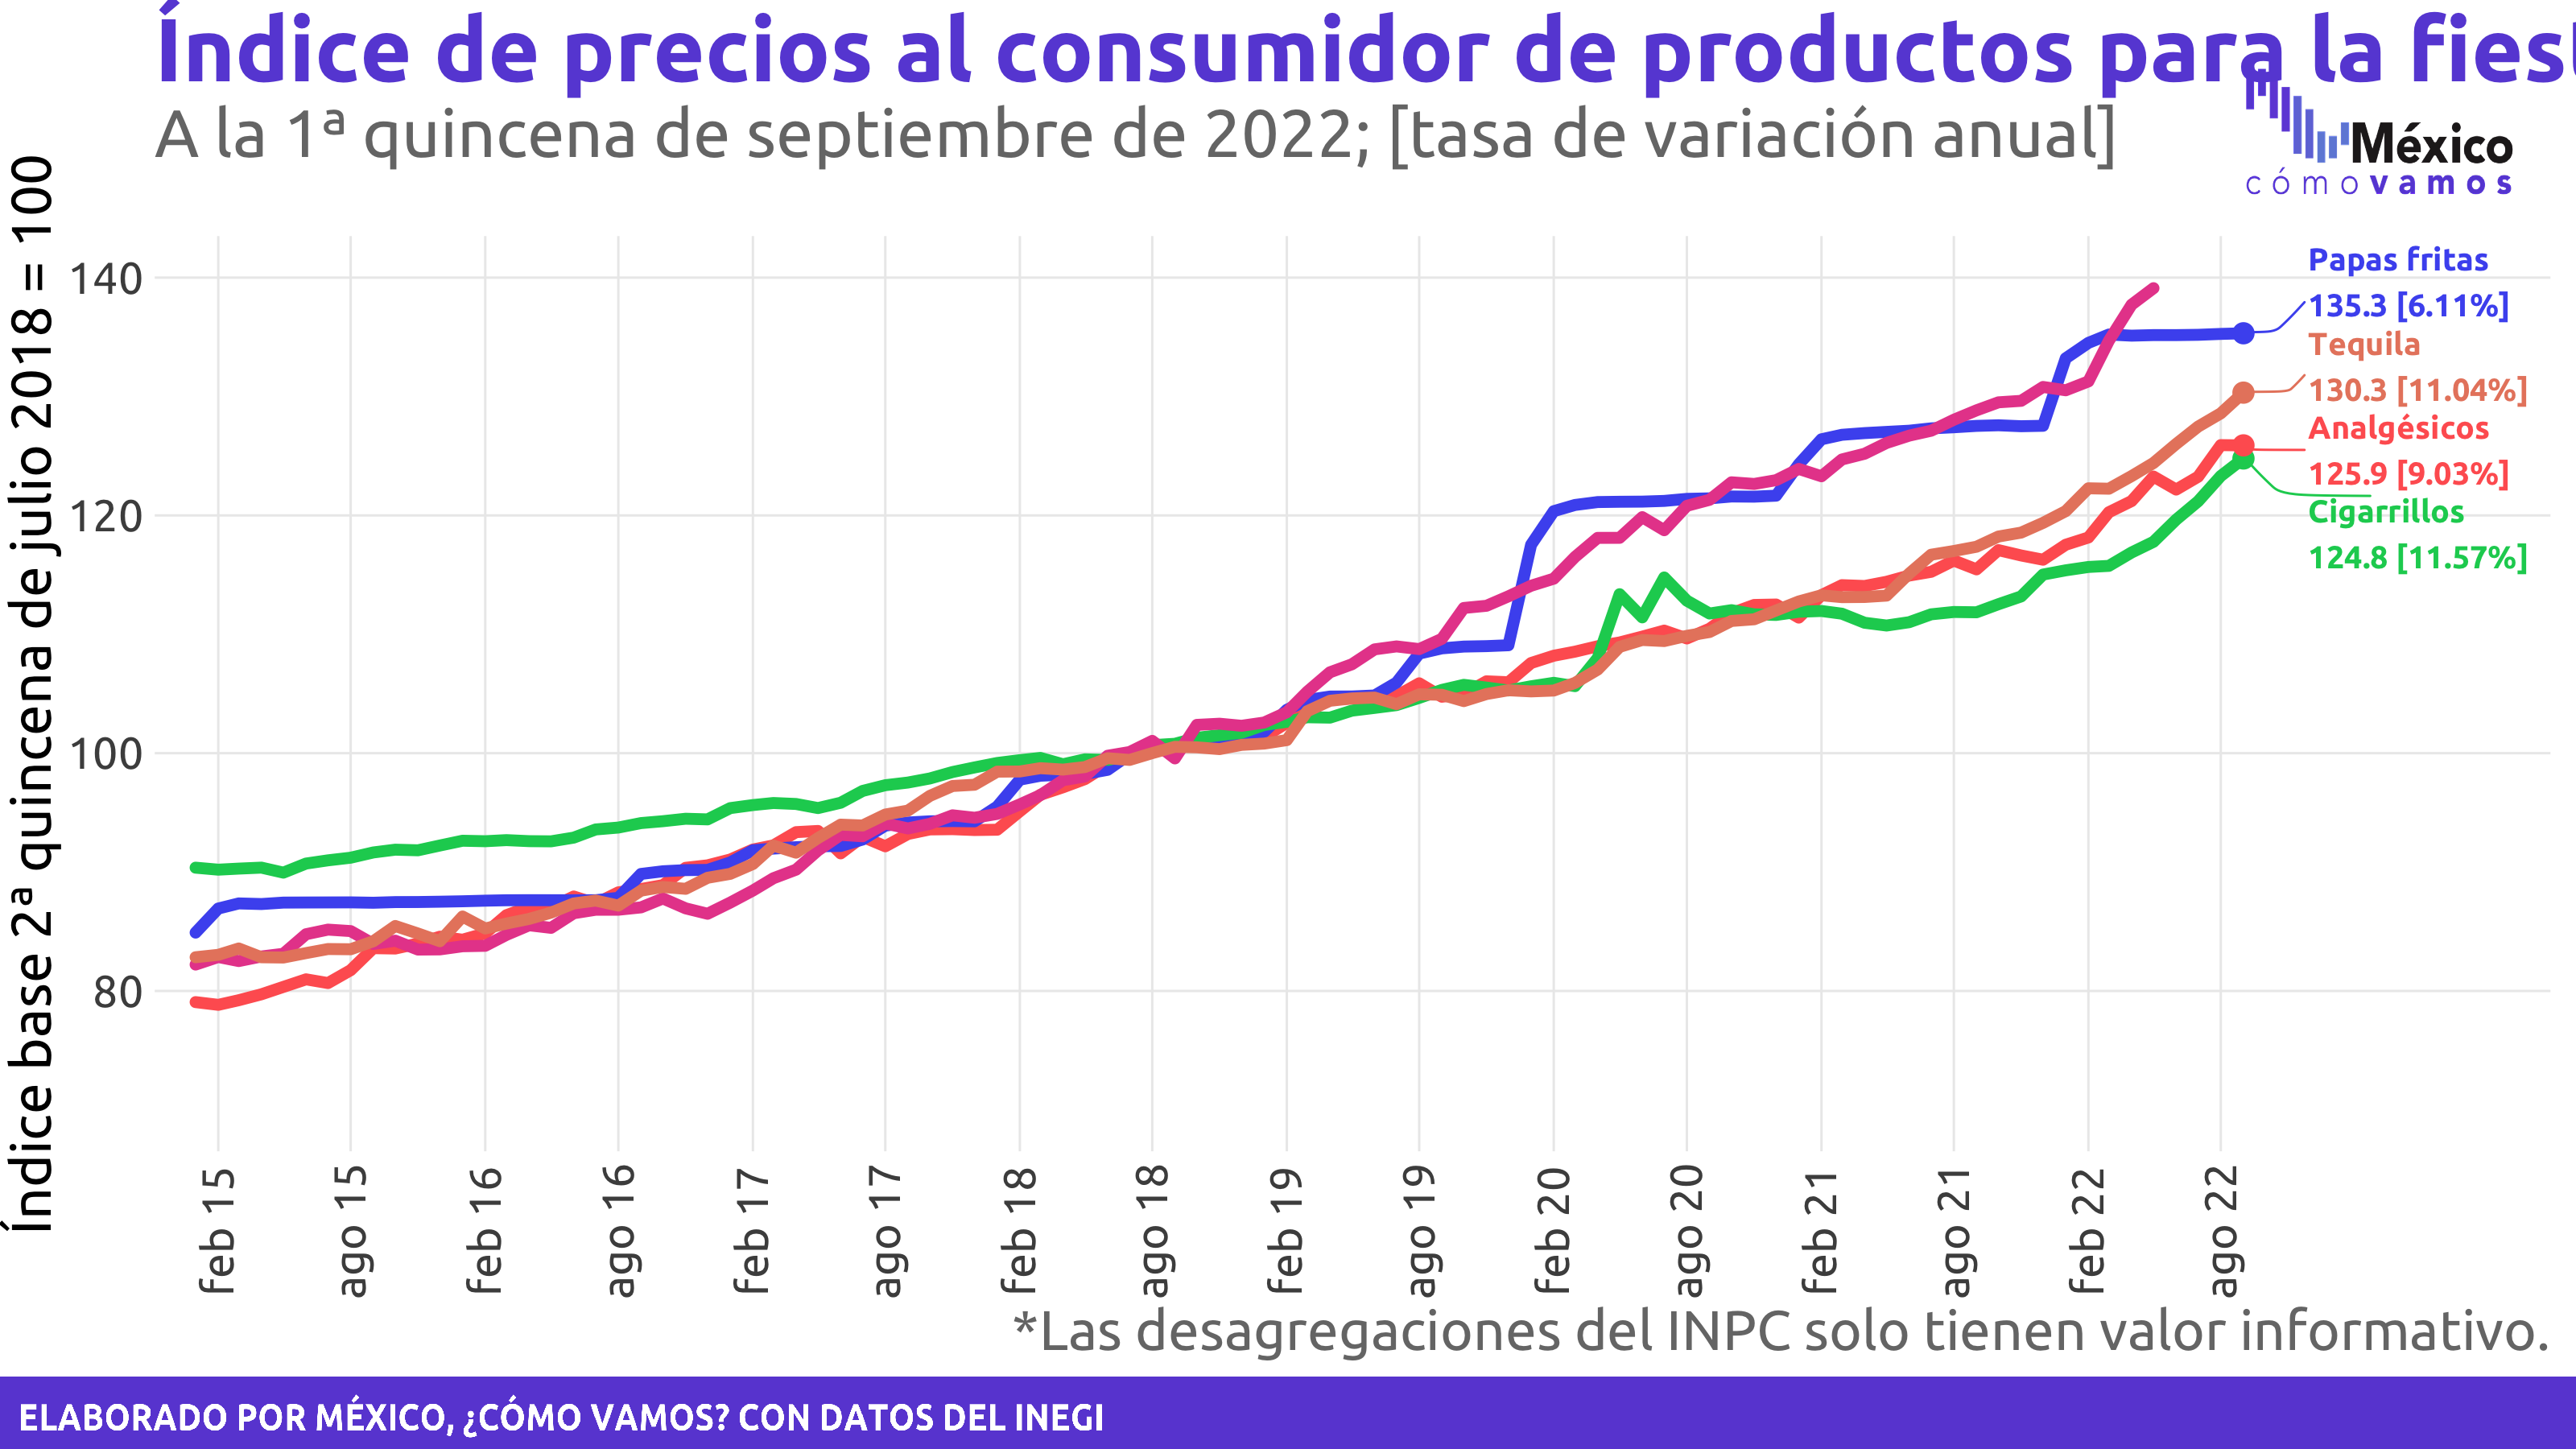 Índice de precios al consumidor de productos para la
A la 1ª quincena de septiembre de 2022; [tasa de variación anual]
México
cómo vamos
Índice base 2ª quincena de julio 2018 = 100
140
120
100
80
Papas fritas
135.3 [6.11%]
Tequila
130.3 [11.04%]
Analgésicos
125.9 [9.03%]
Cigarrillos
124.8 [11.57%]
feb 15
ago 15
feb 16
ago 16
feb 17
ago 17
feb 18
ago 18
feb 19
ago 19
feb 20
ago 20
feb 21
ago 21
feb 22
ago 22
*Las desagregaciones del INPC solo tienen valor informativo.
ELABORADO POR MÉXICO, ¿CÓMO VAMOS? CON DATOS DEL INEGI